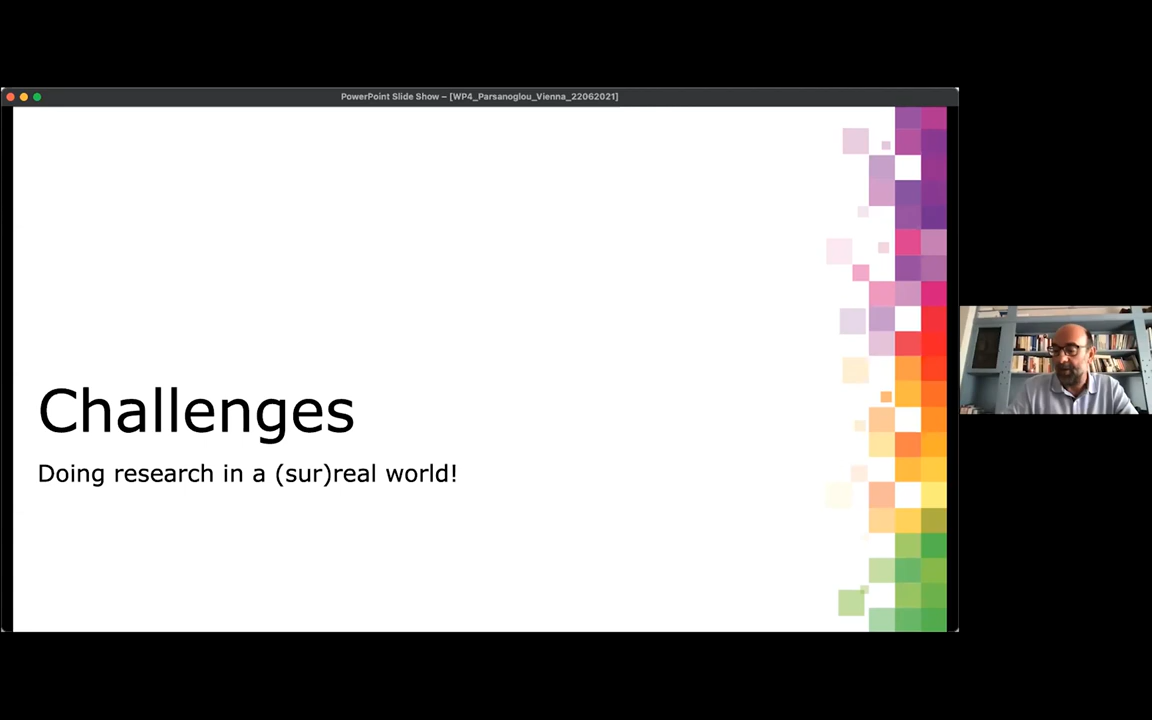 PowerPoint Slide Show – [WP4_Parsanoglou_Vienna_22062021]
Challenges
Doing research in a (sur)real world!